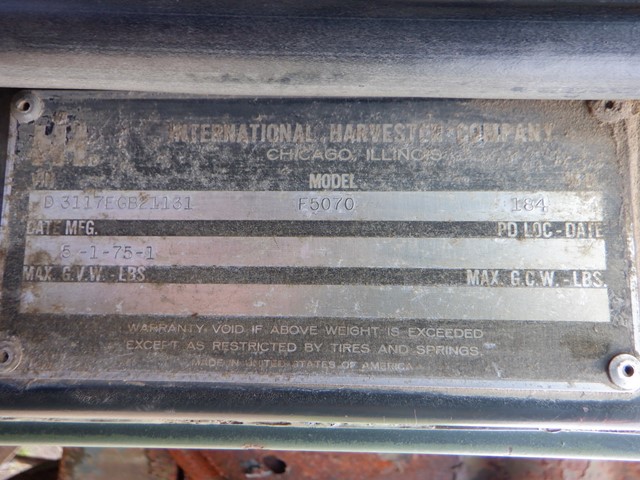 INTERNATIONAL HARVESTER COMPANY
CHICAGO, ILLINOIS
MODEL
D 3117EGB21131 F5070 184
DAT. MFG. PD LOC-DATE
5 -1-75-1
MAX. G.V.W. -LBS MAX. G.C.W. -LBS.
WARRANTY VOID IF ABOVE WEIGHT IS EXCEEDED
EXCEPT AS RESTRICTED BY TIRES AND SPRINGS.
MADE IN UNITED STATES OF AMERICA